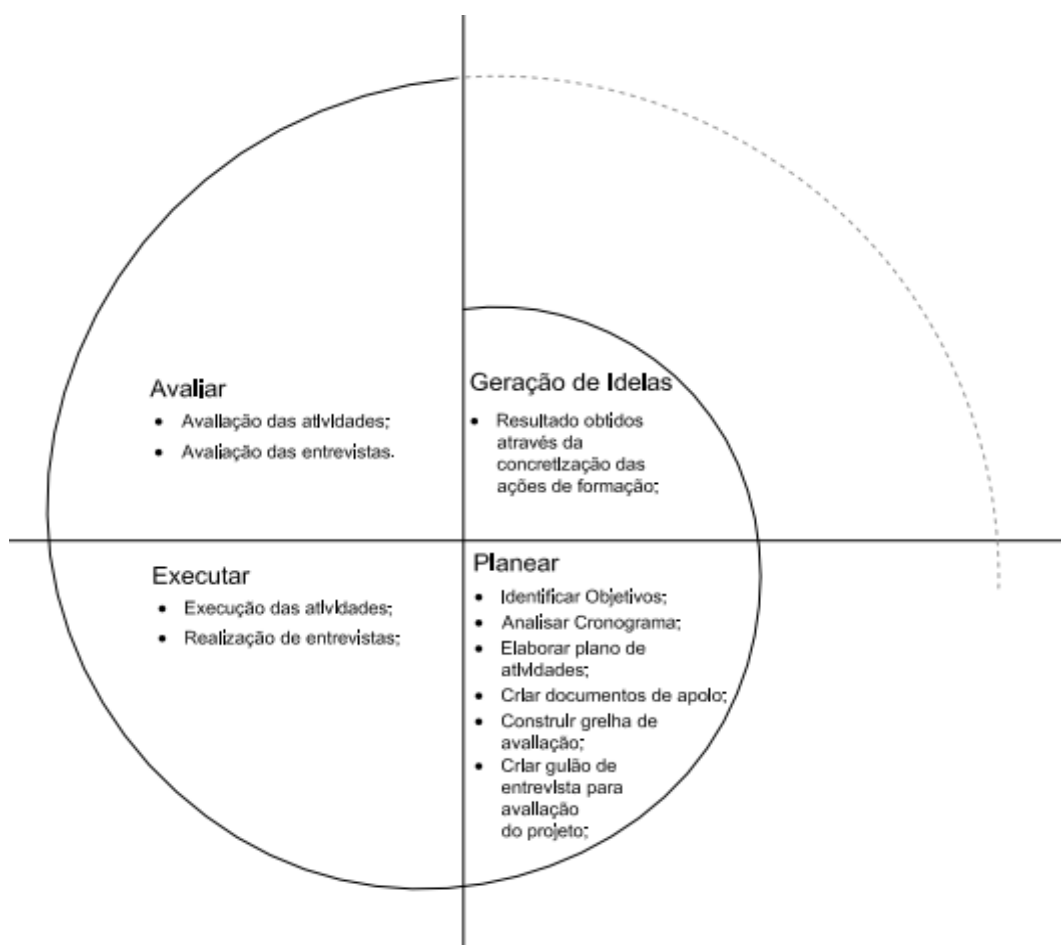 Avaliar
• Avaliação das atividades;
• Avaliação das entrevistas.
Geração de Ideias
• Resultado obtidos
através da
concretização das
ações de formação;
Executar
• Execução das atividades;
• Realização de entrevistas;
Planear
• Identificar Objetivos;
• Analisar Cronograma;
• Elaborar plano de
atividades;
• Criar documentos de apoio;
• Construir grelha de
avaliação;
• Criar guião de
entrevista para
avaliação
do projeto;